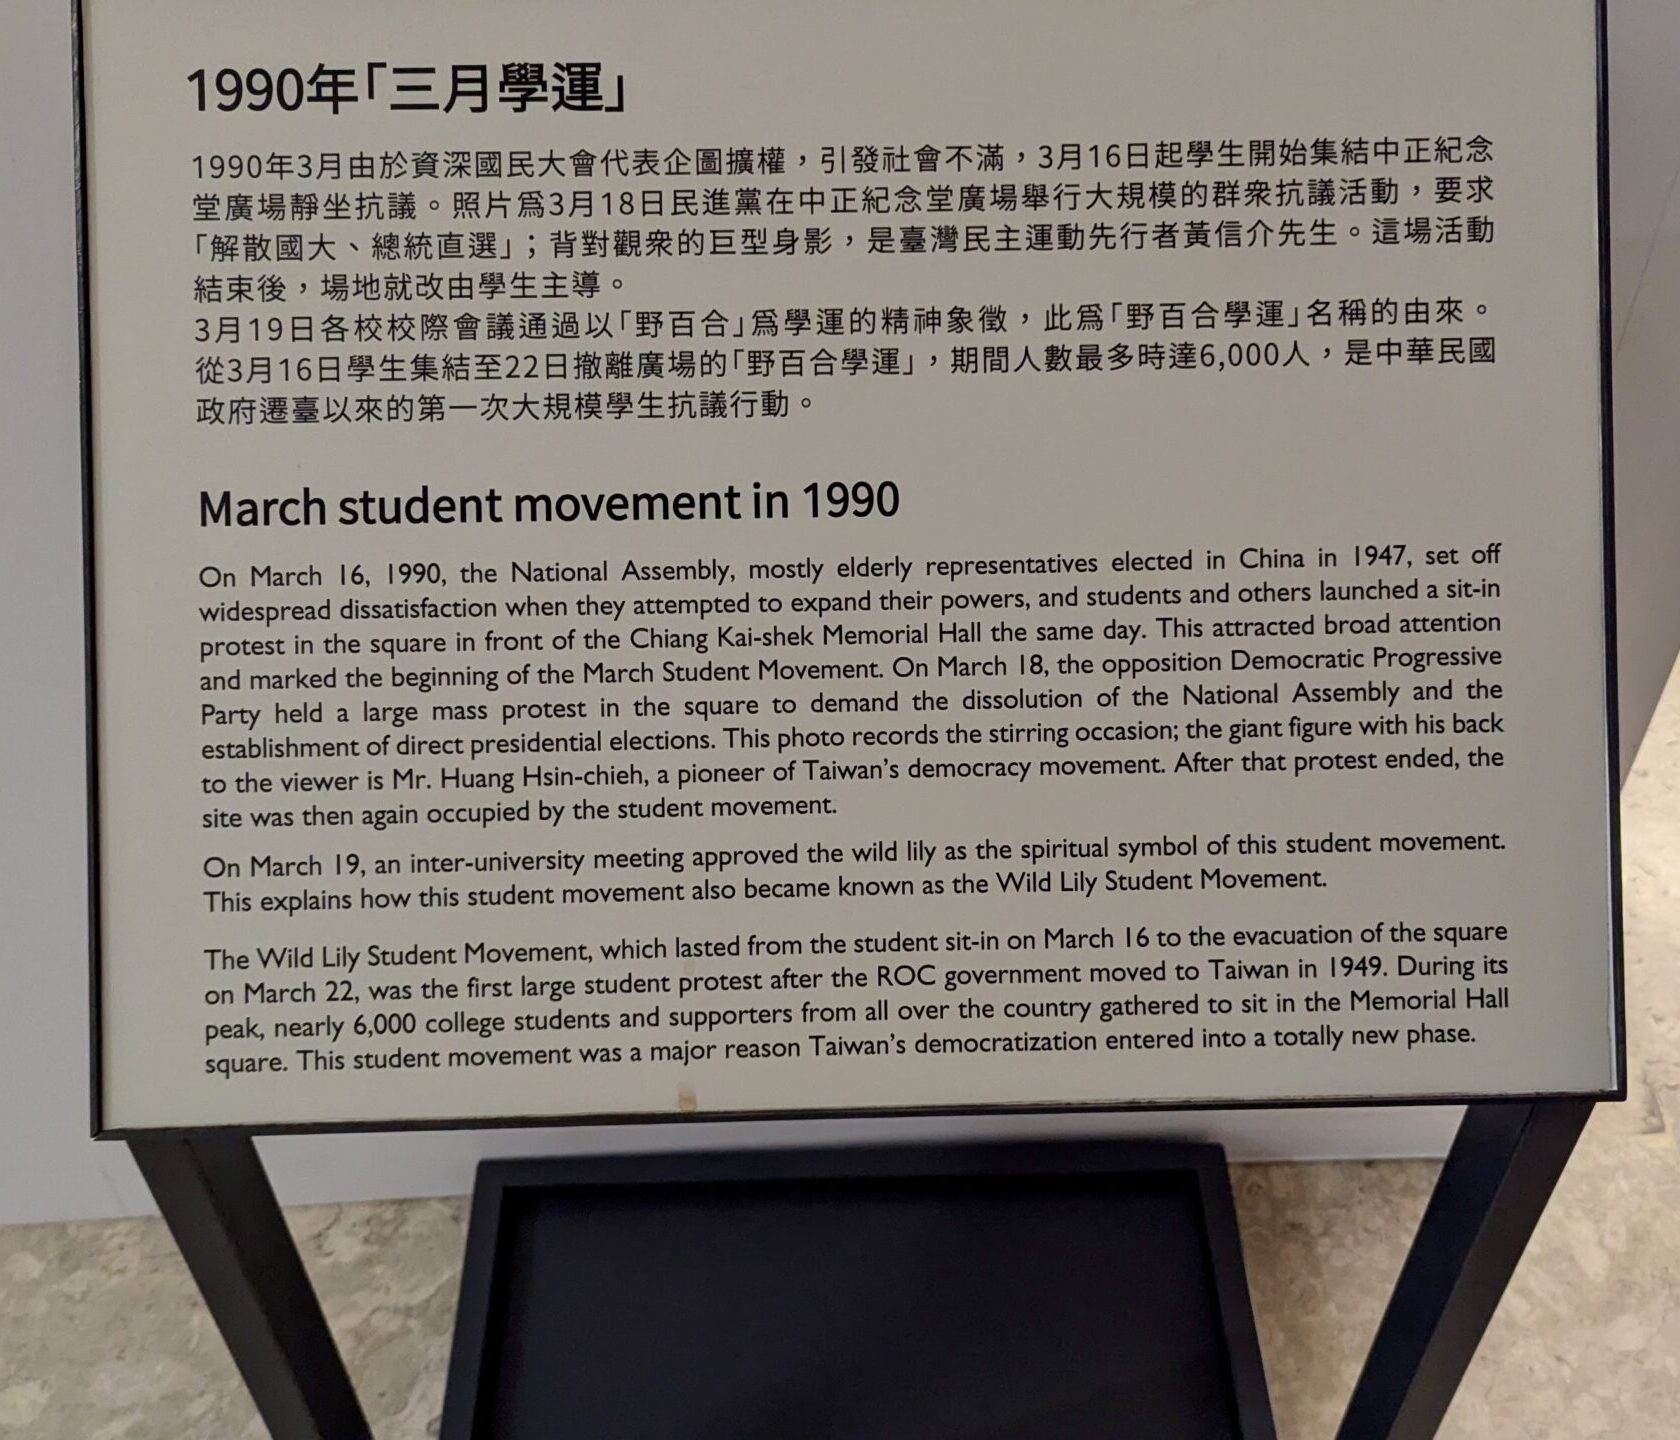 1990年「三月學運」
1990年3月由於資深國民大會代表企圖擴權，引發社會不滿，3月16日起學生開始集結中正紀念
堂廣場靜坐抗議。照片爲3月18日民進黨在中正紀念堂廣場舉行大規模的群衆抗議活動，要求
「解散國大、總統直選」；背對觀衆的巨型身影，是臺灣民主運動先行者黃信介先生。這場活動
結束後，場地就改由學生主導。
3月19日各校校際會議通過以「野百合」爲學運的精神象徵，此爲「野百合學運」名稱的由來。
從3月16日學生集結至22日撤離廣場的「野百合學運」，期間人數最多時達6,000人，是中華民國
政府遷臺以來的第一次大規模學生抗議行動。
March student movement in 1990
On March 16, 1990, the National Assembly, mostly elderly representatives elected in China in 1947, set off
widespread dissatisfaction when they attempted to expand their powers, and students and others launched a sit-in
protest in the square in front of the Chiang Kai-shek Memorial Hall the same day. This attracted broad attention
and marked the beginning of the March Student Movement. On March 18, the opposition Democratic Progressive
Party held a large mass protest in the square to demand the dissolution of the National Assembly and the
establishment of direct presidential elections. This photo records the stirring occasion; the giant figure with his back
to the viewer is Mr. Huang Hsin-chieh, a pioneer of Taiwan's democracy movement. After that protest ended, the
site was then again occupied by the student movement.
On March 19, an inter-university meeting approved the wild lily as the spiritual symbol of this student movement.
This explains how this student movement also became known as the Wild Lily Student Movement.
The Wild Lily Student Movement, which lasted from the student sit-in on March 16 to the evacuation of the square
on March 22, was the first large student protest after the ROC government moved to Taiwan in 1949. During its
peak, nearly 6,000 college students and supporters from all over the country gathered to sit in the Memorial Hall
square. This student movement was a major reason Taiwan's democratization entered into a totally new phase.